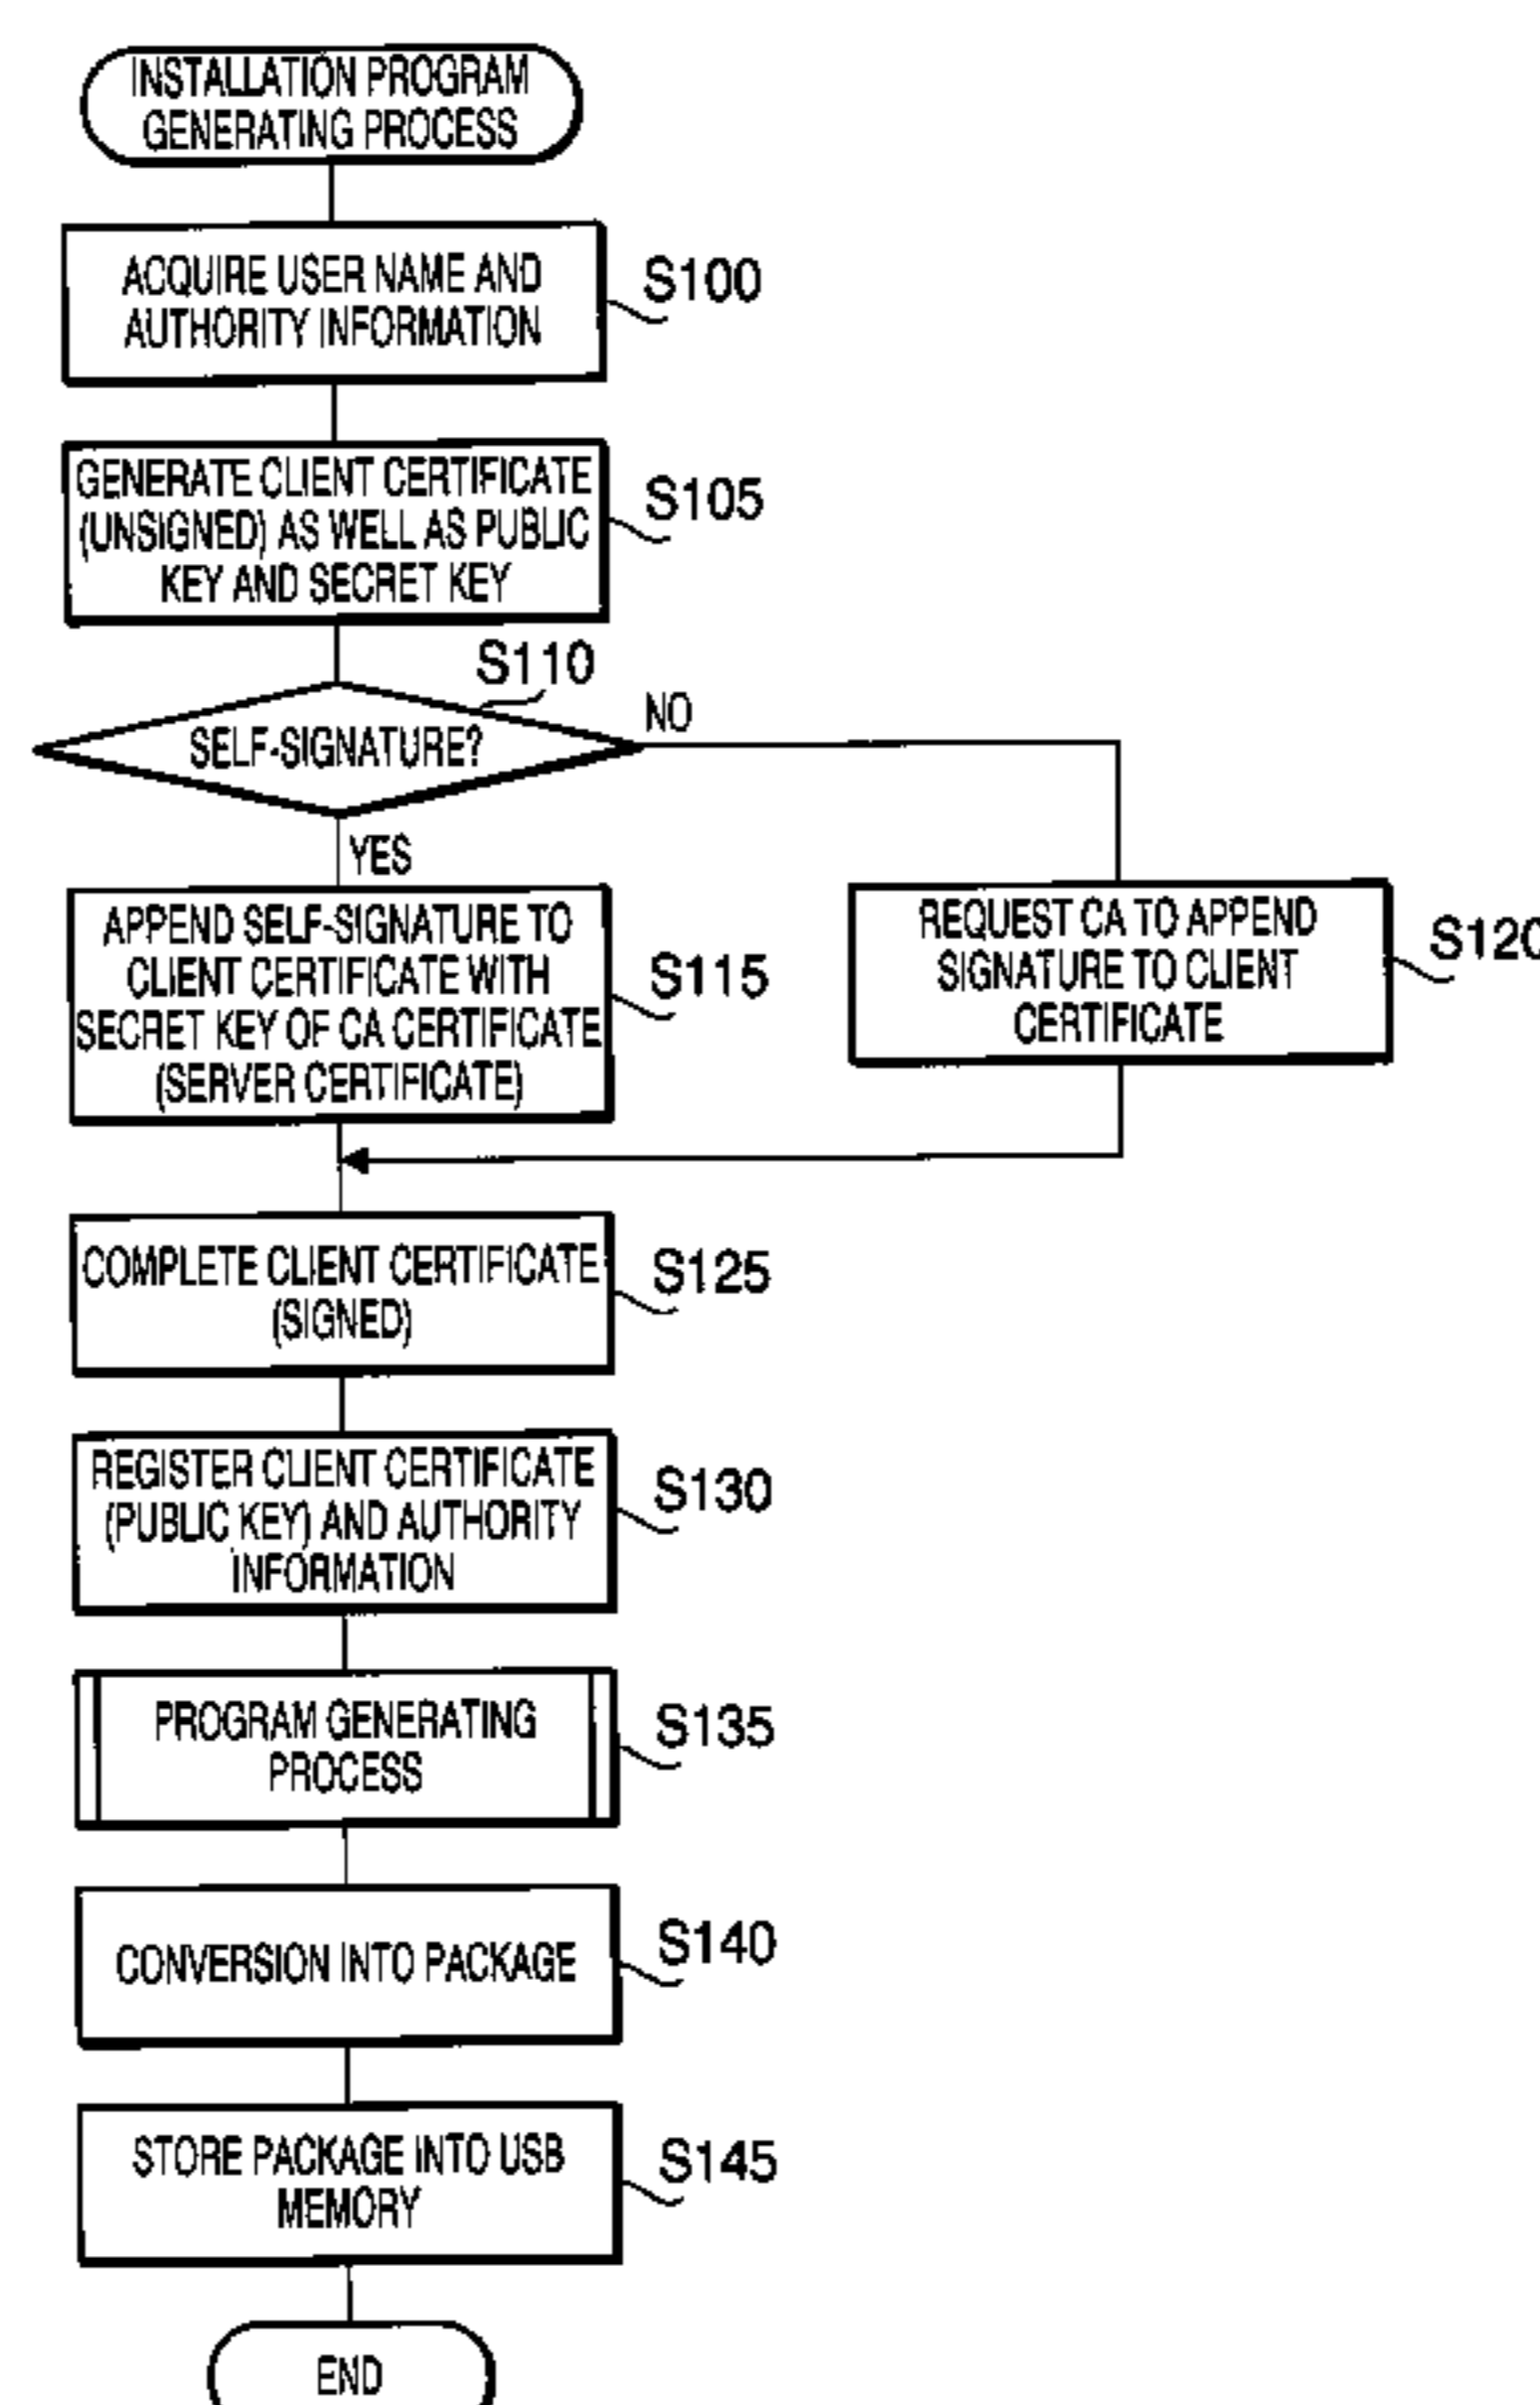 INSTALLATION PROGRAM
GENERATING PROCESS
ACQUIRE USER NAME AND
AUTHORITY INFORMATION
S100
GENERATE CLIENT CERTIFICATE
(UNSIGNED) AS WELL AS PUBLIC
KEY AND SECRET KEY
S105
S110
SELF-SIGNATURE?
NO
YES
APPEND SELF-SIGNATURE TO
CLIENT CERTIFICATE WITH
SECRET KEY OF CA CERTIFICATE
(SERVER CERTIFICATE)
S115
REQUEST CA TO APPEND
SIGNATURE TO CLIENT
CERTIFICATE
S120
COMPLETE CLIENT CERTIFICATE
(SIGNED)
S125
REGISTER CLIENT CERTIFICATE
(PUBLIC KEY) AND AUTHORITY
INFORMATION
S130
PROGRAM GENERATING
PROCESS
S135
CONVERSION INTO PACKAGE
S140
STORE PACKAGE INTO USB
MEMORY
S145
END